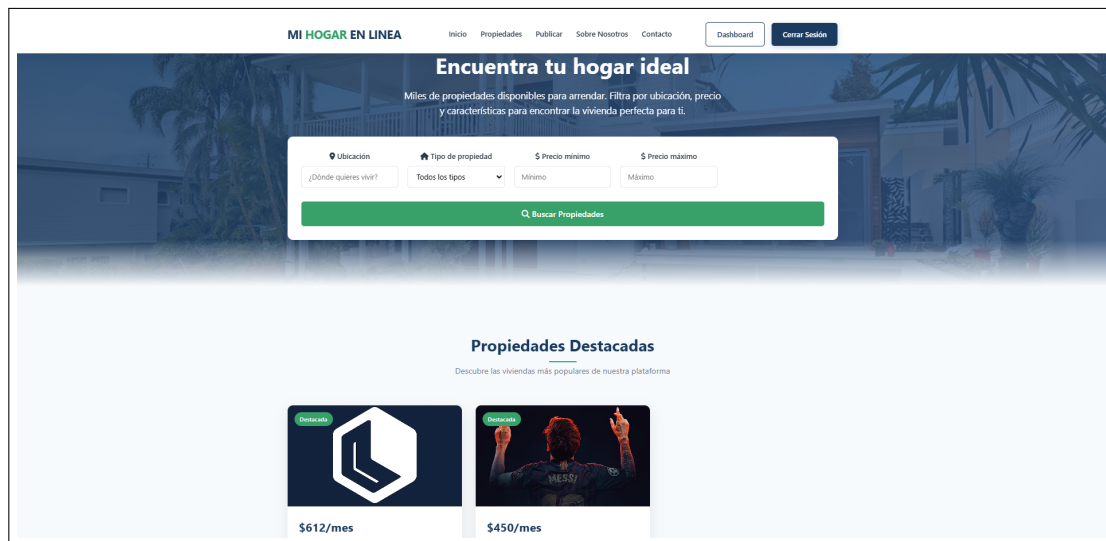 MI HOGAR EN LINEA
Inicio Propiedades Publicar Sobre Nosotros Contacto Dashboard Cerrar Sesión
Encuentra tu hogar ideal
Miles de propiedades disponibles para arrendar. Filtra por ubicación, precio
y características para encontrar la vivienda perfecta para ti.
Ubicación Tipo de propiedad $ Precio mínimo $ Precio máximo
¿Dónde quieres vivir? Todos los tipos Mínimo Máximo
Buscar Propiedades
Propiedades Destacadas
Descubre las viviendas más populares de nuestra plataforma
Destacada Destacada
MESSI
10
$612/mes $450/mes